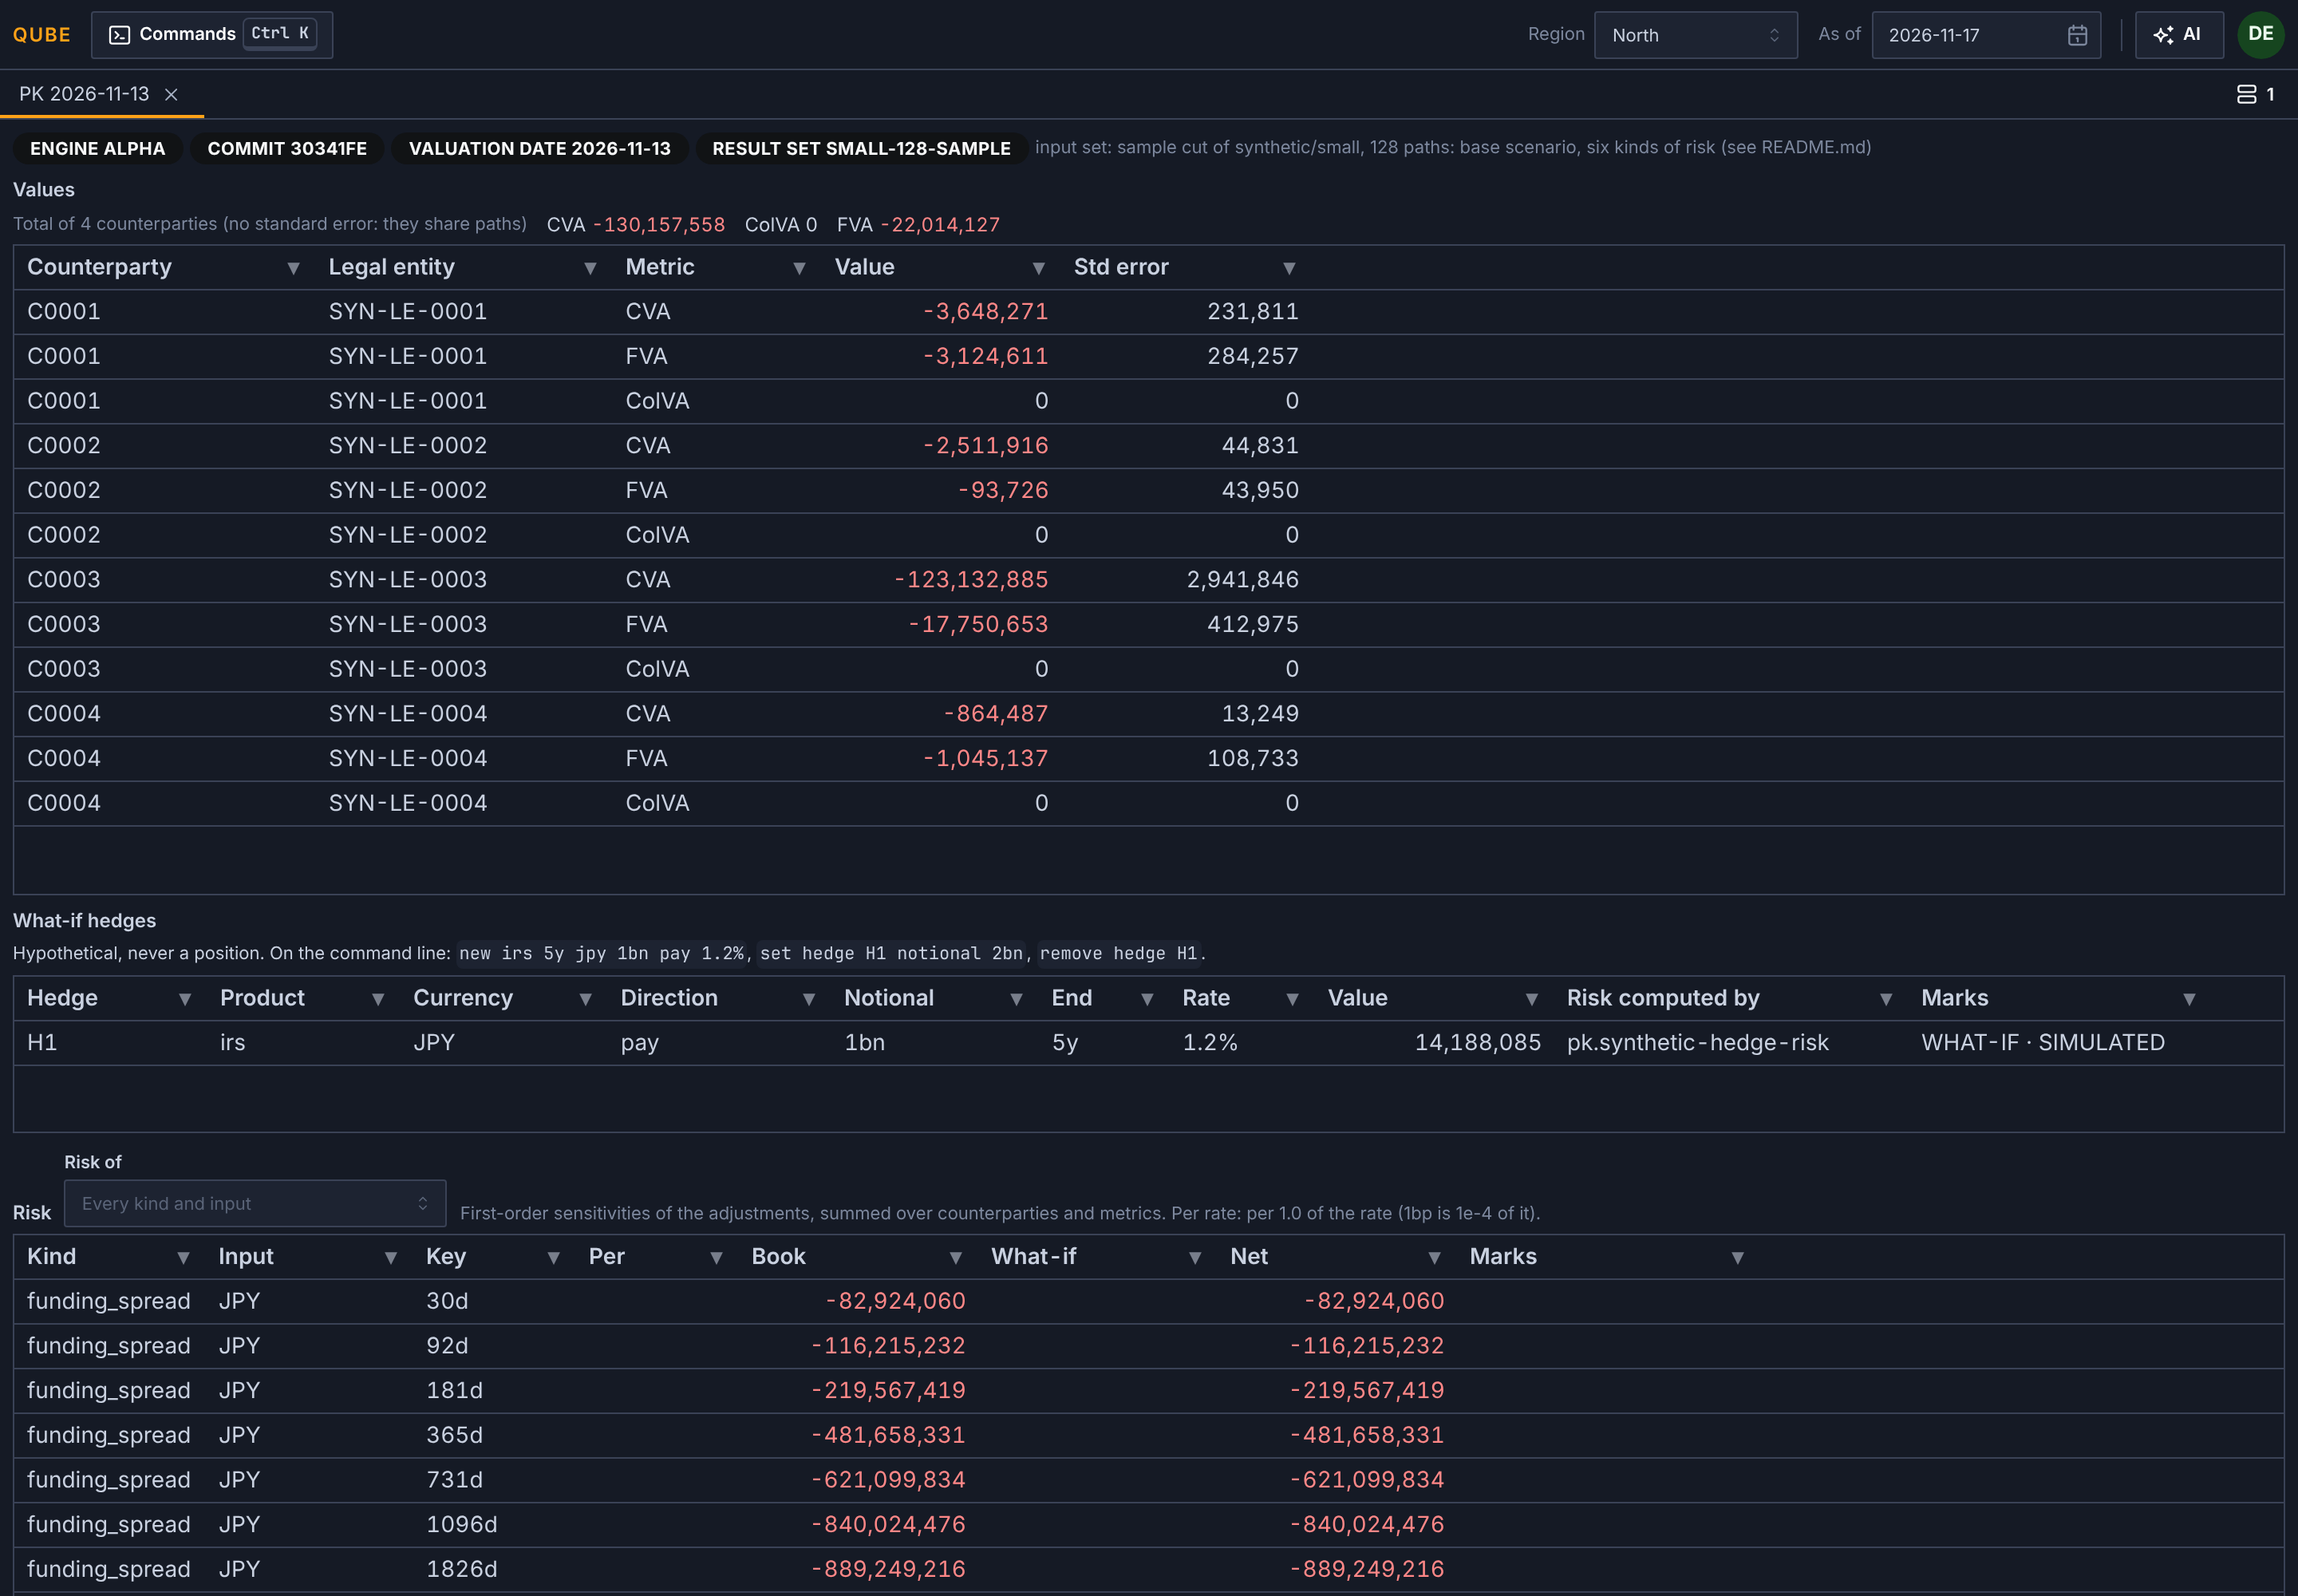 QUBE Commands Ctrl K Region North As of 2026-11-17 AI DE
PK 2026-11-13 1
ENGINE ALPHA COMMIT 30341FE VALUATION DATE 2026-11-13 RESULT SET SMALL-128-SAMPLE input set: sample cut of synthetic/small, 128 paths: base scenario, six kinds of risk (see README.md)
Values
Total of 4 counterparties (no standard error: they share paths) CVA -130,157,558 ColVA 0 FVA -22,014,127
Counterparty Legal entity Metric Value Std error
C0001 SYN-LE-0001 CVA -3,648,271 231,811
C0001 SYN-LE-0001 FVA -3,124,611 284,257
C0001 SYN-LE-0001 ColVA 0 0
C0002 SYN-LE-0002 CVA -2,511,916 44,831
C0002 SYN-LE-0002 FVA -93,726 43,950
C0002 SYN-LE-0002 ColVA 0 0
C0003 SYN-LE-0003 CVA -123,132,885 2,941,846
C0003 SYN-LE-0003 FVA -17,750,653 412,975
C0003 SYN-LE-0003 ColVA 0 0
C0004 SYN-LE-0004 CVA -864,487 13,249
C0004 SYN-LE-0004 FVA -1,045,137 108,733
C0004 SYN-LE-0004 ColVA 0 0
What-if hedges
Hypothetical, never a position. On the command line: new irs 5y jpy 1bn pay 1.2%, set hedge H1 notional 2bn, remove hedge H1.
Hedge Product Currency Direction Notional End Rate Value Risk computed by Marks
H1 irs JPY pay 1bn 5y 1.2% 14,188,085 pk.synthetic-hedge-risk WHAT-IF · SIMULATED
Risk of
Risk Every kind and input First-order sensitivities of the adjustments, summed over counterparties and metrics. Per rate: per 1.0 of the rate (1bp is 1e-4 of it).
Kind Input Key Per Book What-if Net Marks
funding_spread JPY 30d -82,924,060 -82,924,060
funding_spread JPY 92d -116,215,232 -116,215,232
funding_spread JPY 181d -219,567,419 -219,567,419
funding_spread JPY 365d -481,658,331 -481,658,331
funding_spread JPY 731d -621,099,834 -621,099,834
funding_spread JPY 1096d -840,024,476 -840,024,476
funding_spread JPY 1826d -889,249,216 -889,249,216